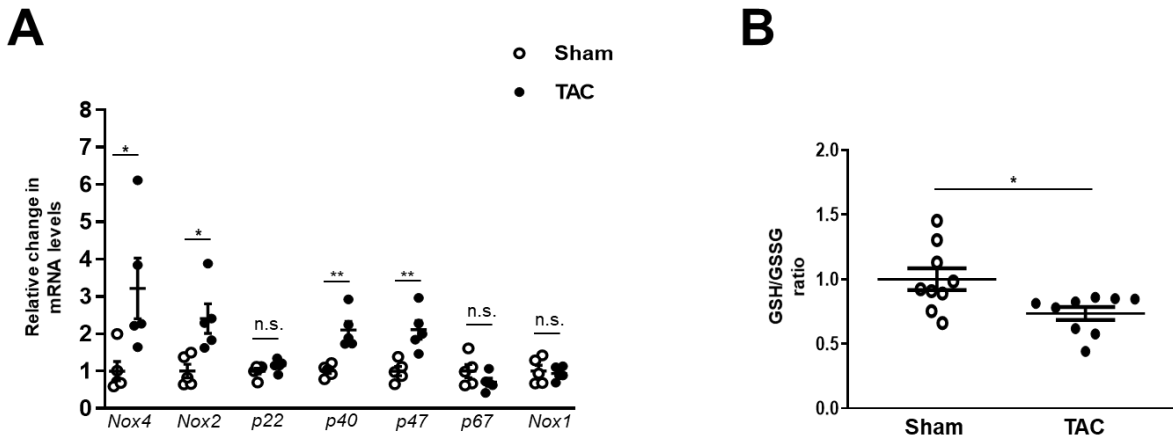 A
Sham
TAC
8
7
6
5
4
3
2
1
0
Relative change in
mRNA levels
*
*
n.s.
**
**
n.s.
n.s.
Nox4 Nox2 p22 p40 p47 p67 Nox1
B
2.0
1.5
1.0
0.5
0.0
GSH/GSSG
ratio
*
Sham TAC